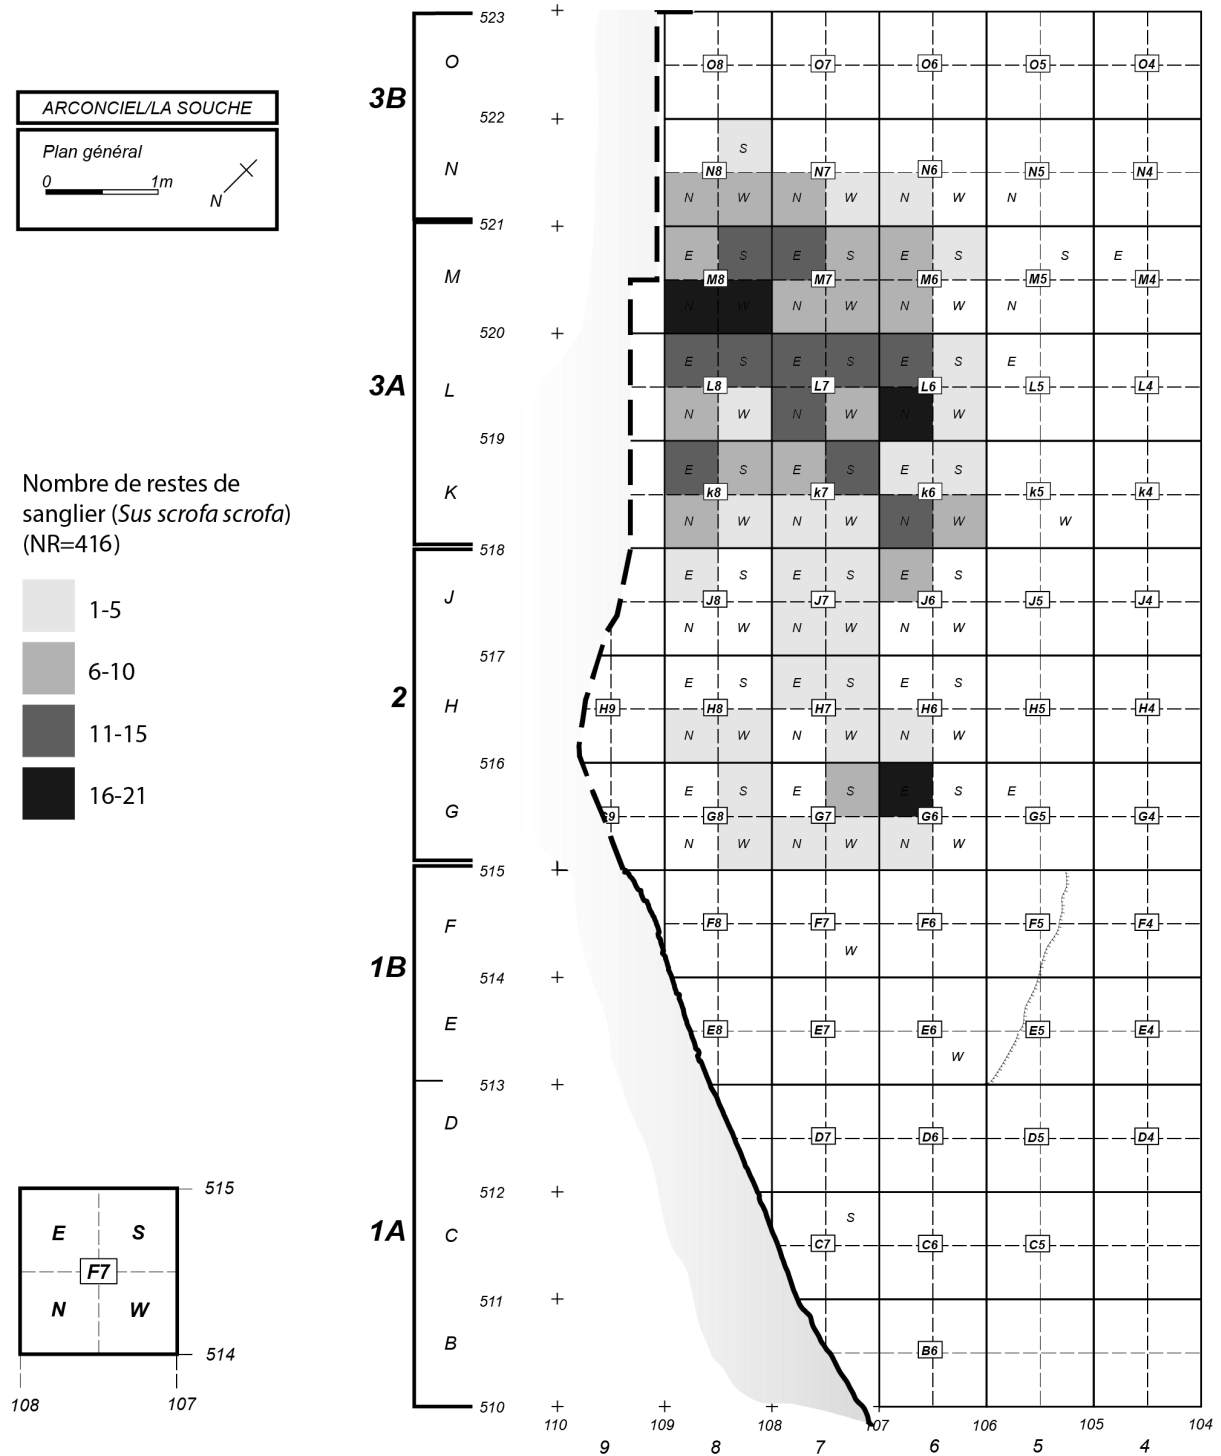 ARCONCIEL/LA SOUCHE
Plan général
0 1m
N
Nombre de restes de
sanglier (Sus scrofa scrofa)
(NR=416)
1-5
6-10
11-15
16-21
515
E S
F7
N W
514
108 107
3B
3A
2
1B
1A
O
N
M
L
K
J
H
G
F
E
D
C
B
523
522
521
520
519
518
517
516
515
514
513
512
511
510
O8 O7 O6 O5 O4
S
N8 N7 N6 N5 N4
N W N W N W N
E S E S E S S E
M8 M7 M6 M5 M4
N W N W N W N
E S E S E S E
L8 L7 L6 L5 L4
N W N W N W
E S E S E S
k8 k7 k6 k5 k4
N W N W N W W
E S E S E S
J8 J7 J6 J5 J4
N W N W N W
E S E S E S
H9 H8 H7 H6 H5 H4
N W N W N W
E S E S E S E
G9 G8 G7 G6 G5 G4
N W N W N W
F8 F7 F6 F5 F4
W
E8 E7 E6 E5 E4
W
D7 D6 D5 D4
S
C7 C6 C5
B6
110 109 108 107 106 105 104
9 8 7 6 5 4